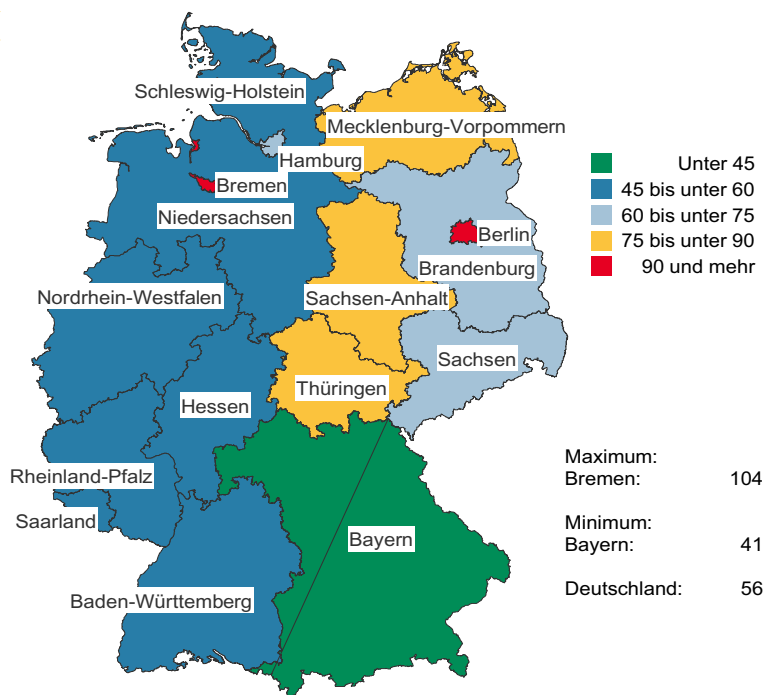 Schleswig-Holstein
Mecklenburg-Vorpommern
Hamburg
Bremen
Niedersachsen
Berlin
Brandenburg
Nordrhein-Westfalen
Sachsen-Anhalt
Sachsen
Thüringen
Hessen
Rheinland-Pfalz
Saarland
Bayern
Baden-Württemberg
Unter 45
45 bis unter 60
60 bis unter 75
75 bis unter 90
90 und mehr
Maximum:
Bremen: 104
Minimum:
Bayern: 41
Deutschland: 56